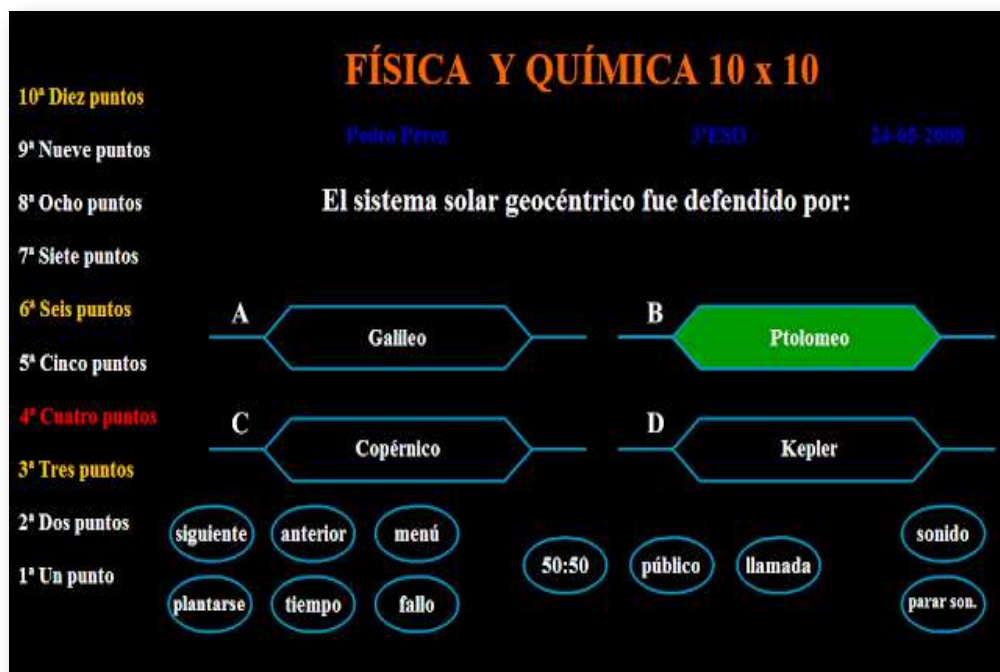 FÍSICA Y QUÍMICA 10 x 10
Pedro Pérez 3ºESO 24-05-2008
El sistema solar geocéntrico fue defendido por:
10ª Diez puntos
9ª Nueve puntos
8ª Ocho puntos
7ª Siete puntos
6ª Seis puntos
5ª Cinco puntos
4ª Cuatro puntos
3ª Tres puntos
2ª Dos puntos
1ª Un punto
A Galileo
B Ptolomeo
C Copérnico
D Kepler
siguiente anterior menú
plantarse tiempo fallo
50:50 público llamada
sonido
parar son.